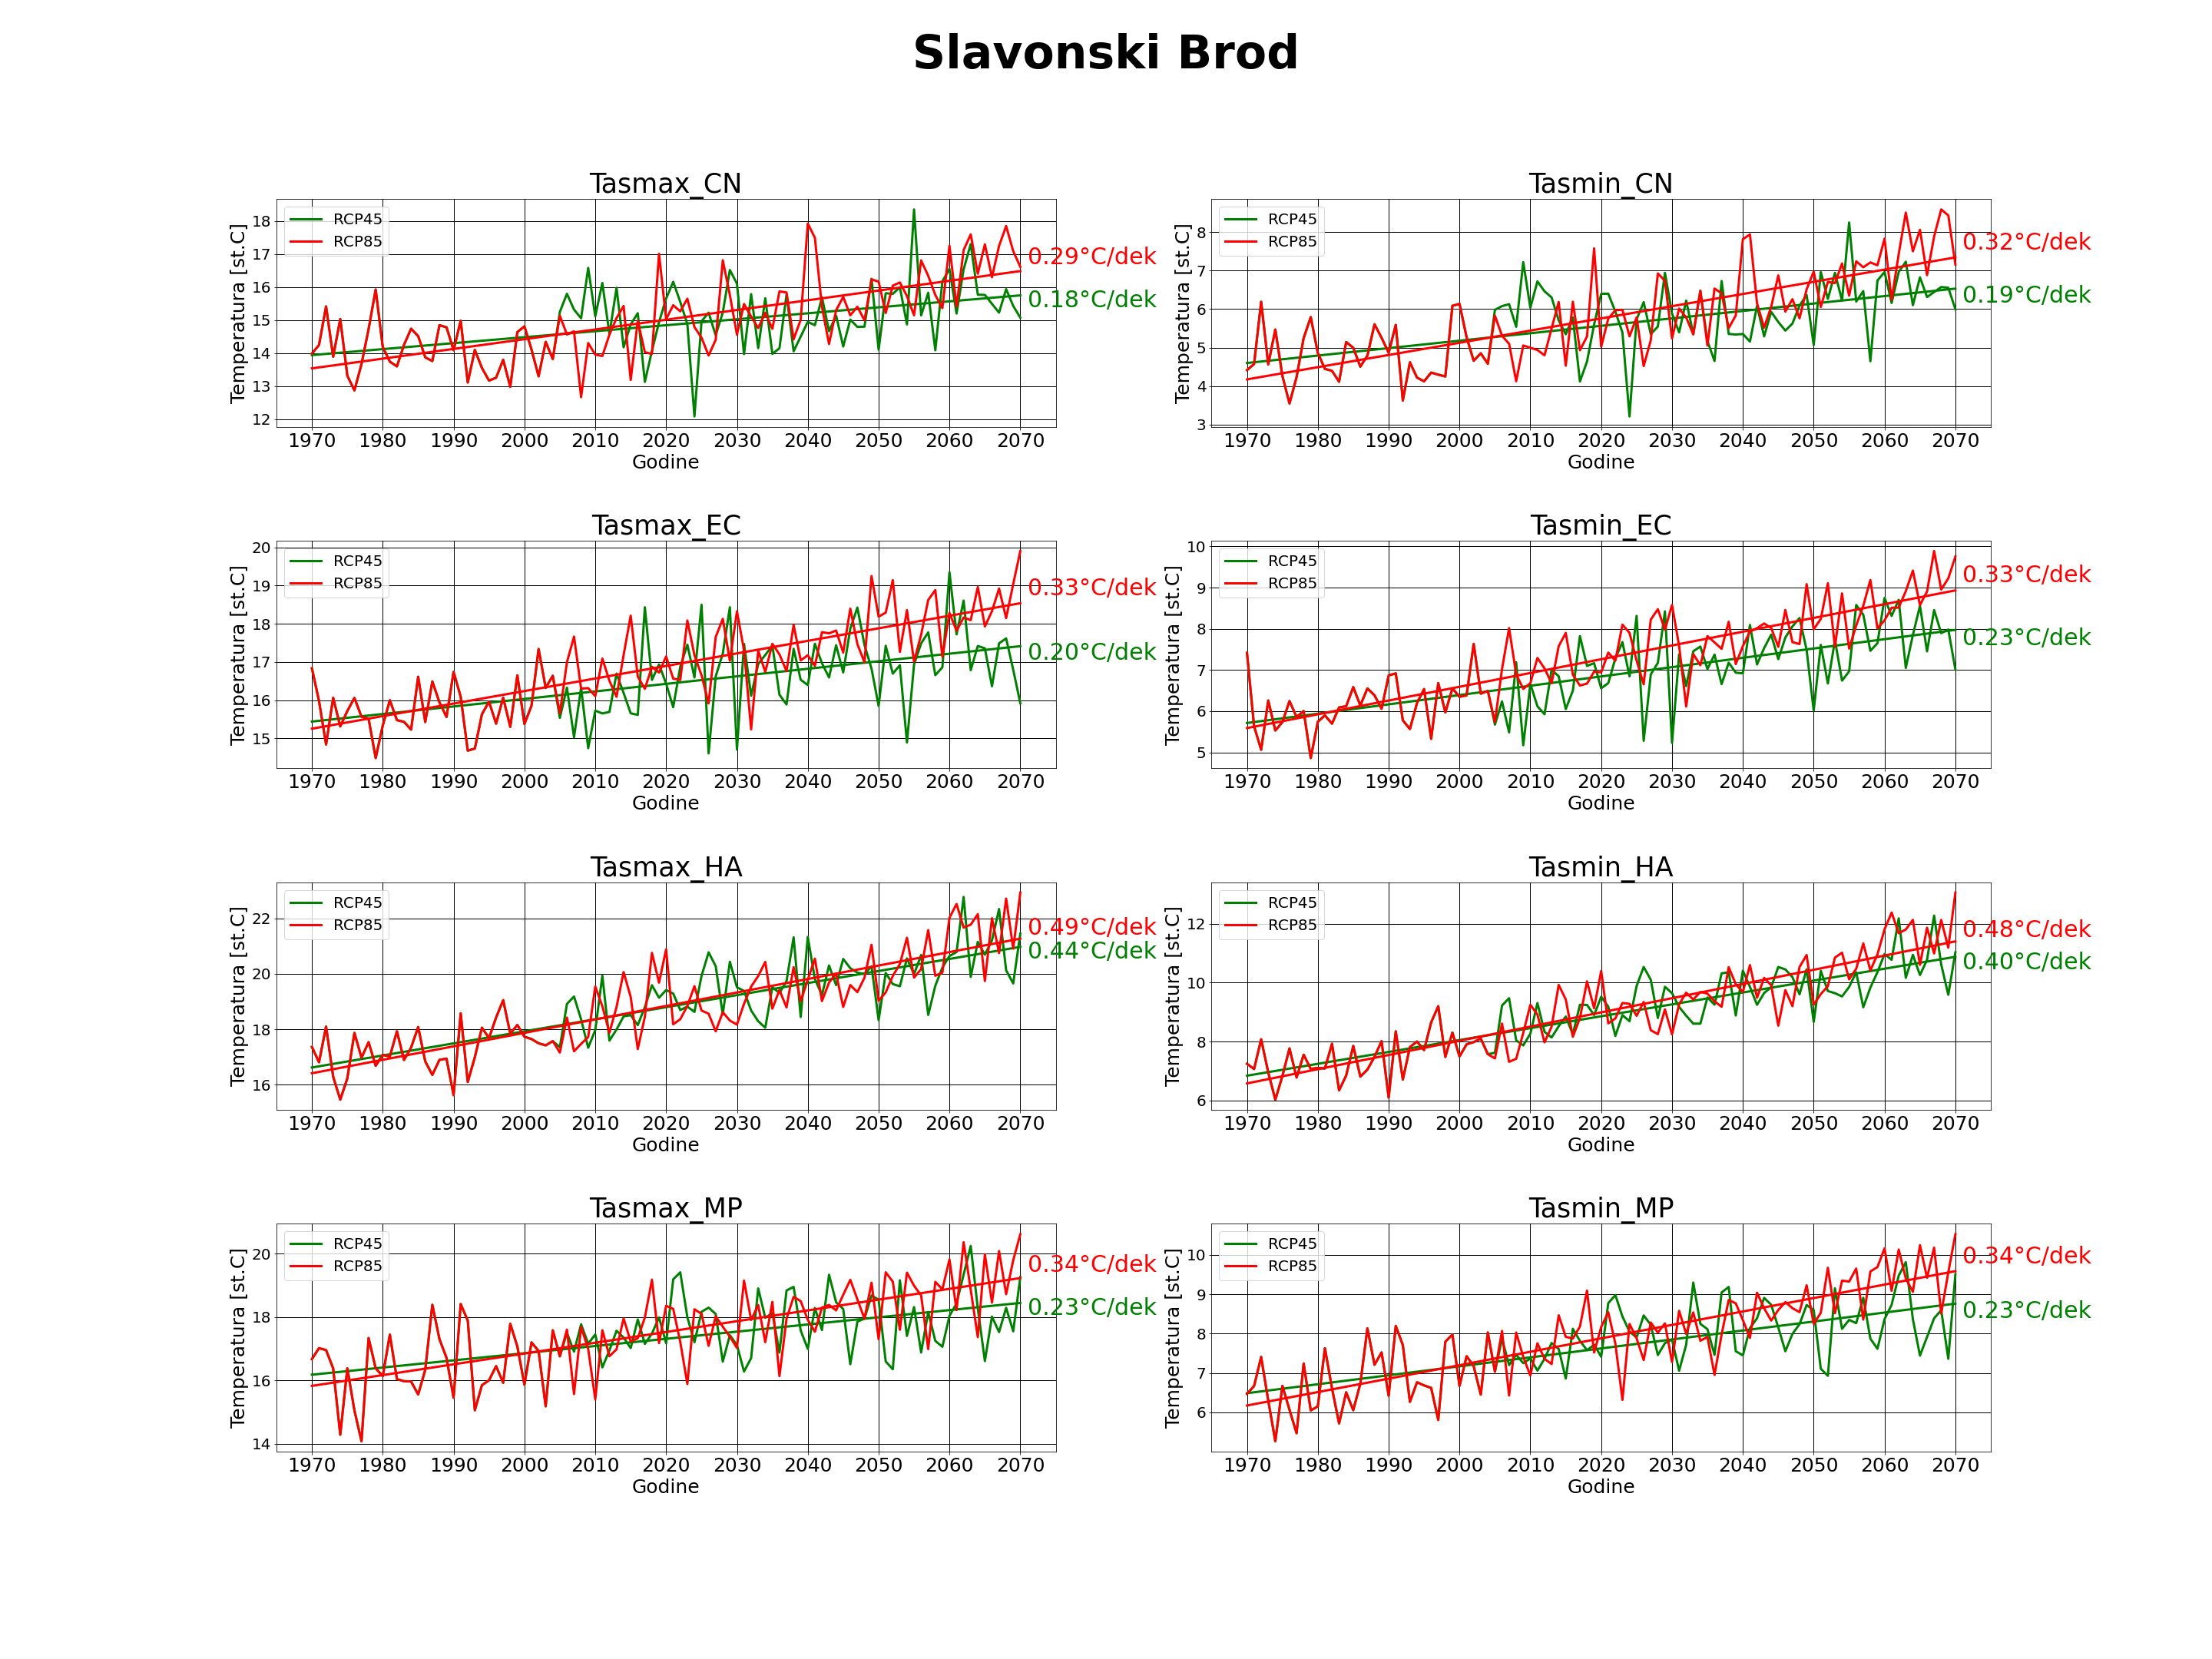 Slavonski Brod
Tasmax_CN
Temperatura [st.C]
18
17
16
15
14
13
12
RCP45
RCP85
0.29°C/dek
0.18°C/dek
1970 1980 1990 2000 2010 2020 2030 2040 2050 2060 2070
Godine
Tasmin_CN
Temperatura [st.C]
8
7
6
5
4
3
RCP45
RCP85
0.32°C/dek
0.19°C/dek
1970 1980 1990 2000 2010 2020 2030 2040 2050 2060 2070
Godine
Tasmax_EC
Temperatura [st.C]
20
19
18
17
16
15
RCP45
RCP85
0.33°C/dek
0.20°C/dek
1970 1980 1990 2000 2010 2020 2030 2040 2050 2060 2070
Godine
Tasmin_EC
Temperatura [st.C]
10
9
8
7
6
5
RCP45
RCP85
0.33°C/dek
0.23°C/dek
1970 1980 1990 2000 2010 2020 2030 2040 2050 2060 2070
Godine
Tasmax_HA
Temperatura [st.C]
22
20
18
16
RCP45
RCP85
0.49°C/dek
0.44°C/dek
1970 1980 1990 2000 2010 2020 2030 2040 2050 2060 2070
Godine
Tasmin_HA
Temperatura [st.C]
12
10
8
6
RCP45
RCP85
0.48°C/dek
0.40°C/dek
1970 1980 1990 2000 2010 2020 2030 2040 2050 2060 2070
Godine
Tasmax_MP
Temperatura [st.C]
20
18
16
14
RCP45
RCP85
0.34°C/dek
0.23°C/dek
1970 1980 1990 2000 2010 2020 2030 2040 2050 2060 2070
Godine
Tasmin_MP
Temperatura [st.C]
10
9
8
7
6
RCP45
RCP85
0.34°C/dek
0.23°C/dek
1970 1980 1990 2000 2010 2020 2030 2040 2050 2060 2070
Godine